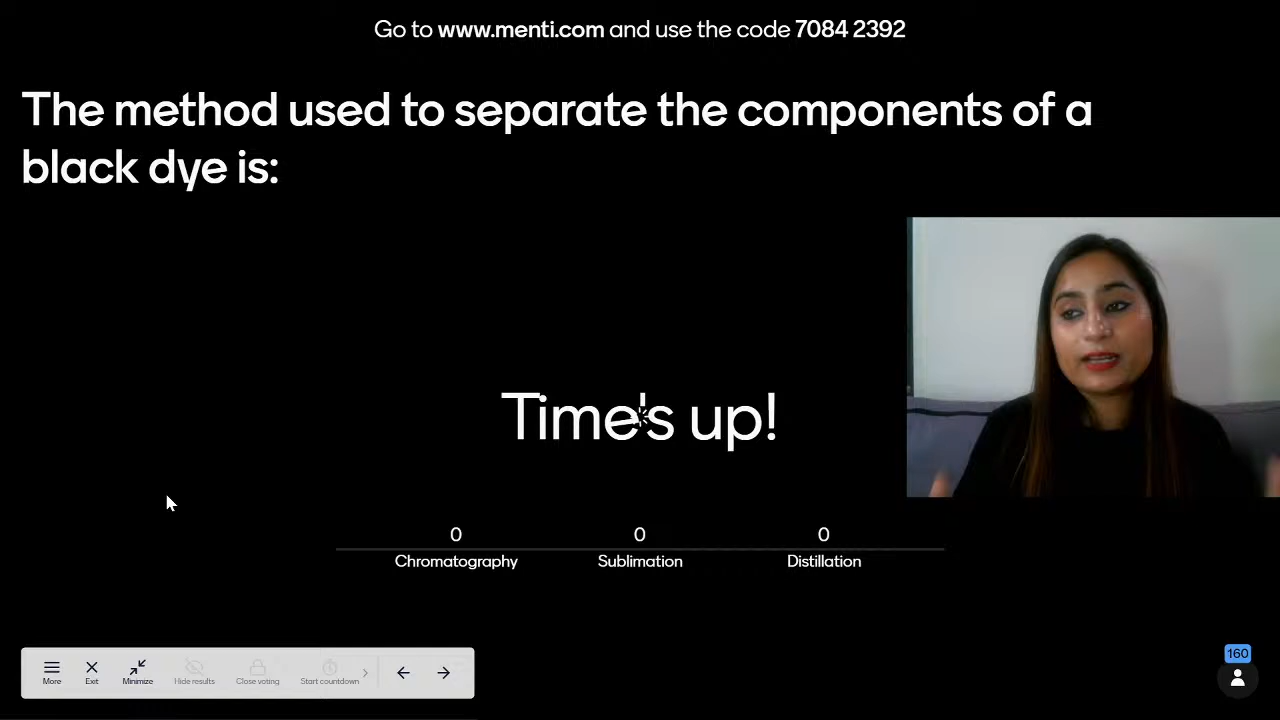 Go to www.menti.com and use the code 7084 2392
The method used to separate the components of a
black dye is:
Time's up!
0 0 0
Chromatography Sublimation Distillation
More Exit Minimize Hide results Close voting Start countdown
160